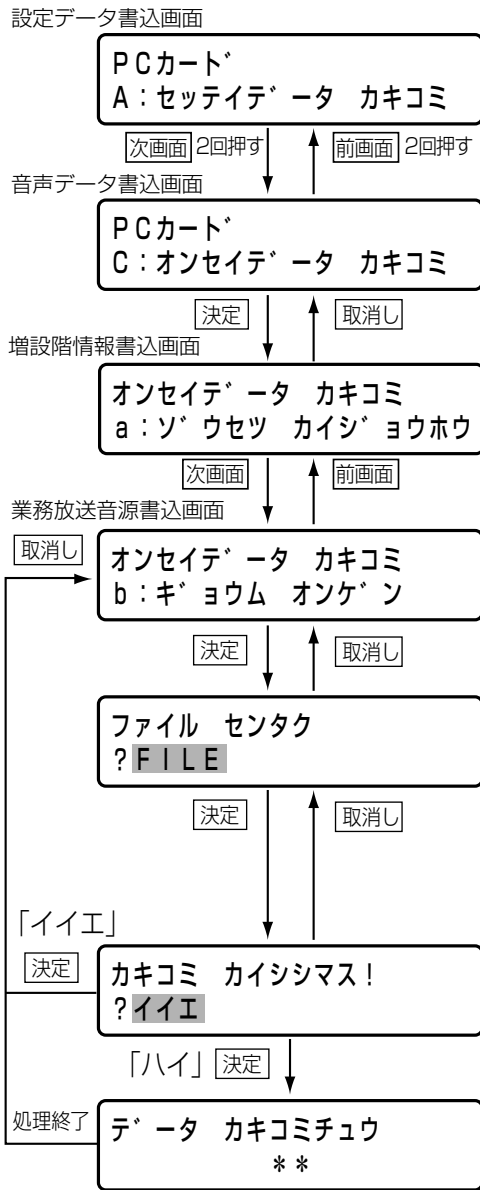 設定データ書込画面
PCカード
A:セッテイデータ カキコミ
次画面 2回押す 前画面 2回押す
音声データ書込画面
PCカード
C:オンセイデータ カキコミ
決定 取消し
増設階情報書込画面
オンセイデータ カキコミ
a:ゾウセツ カイジョウホウ
次画面 前画面
業務放送音源書込画面
取消し
オンセイデータ カキコミ
b:ギョウム オンゲン
決定 取消し
ファイル センタク
?FILE
決定 取消し
「イイエ」
決定
カキコミ カイシシマス!
?イイエ
「ハイ」 決定
処理終了
データ カキコミチュウ
**